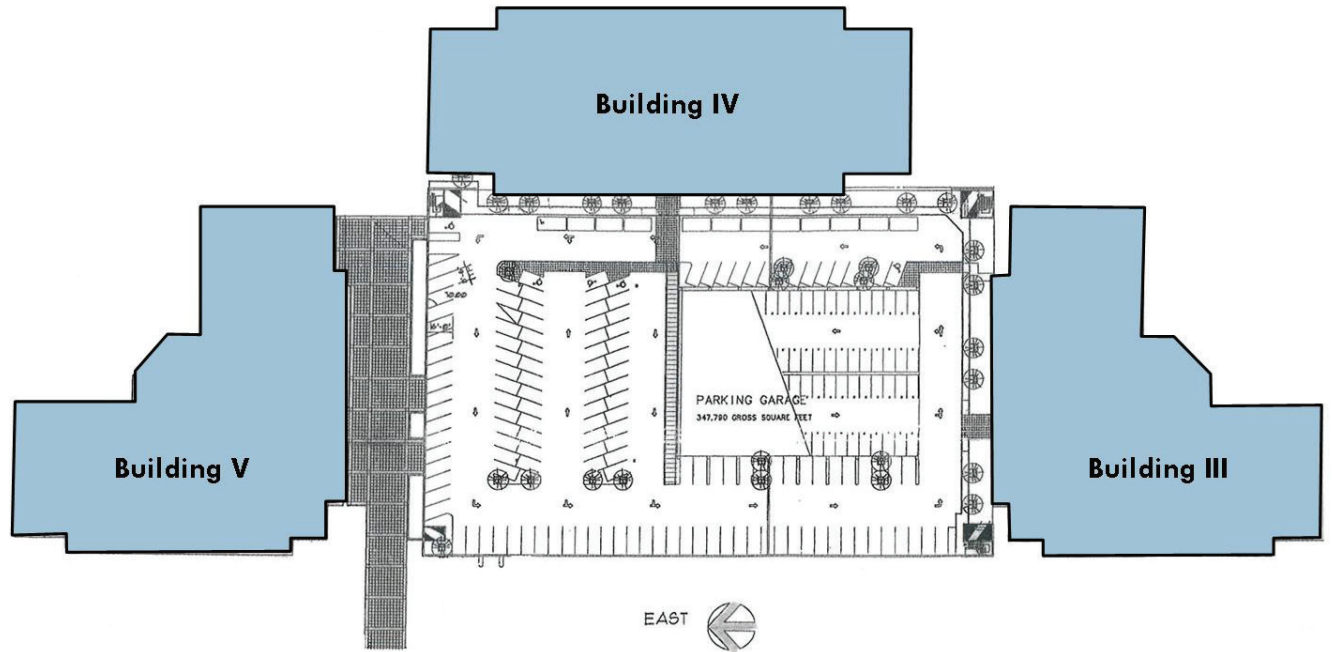 Building IV
PARKING GARAGE
347,790 GROSS SQUARE FEET
Building V
Building III
EAST